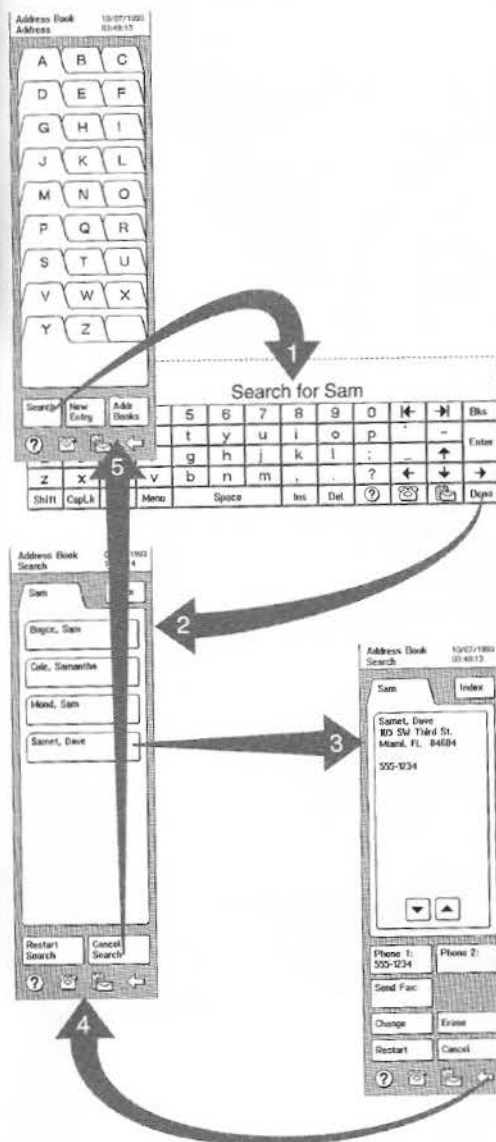 Address Book
Address
10/07/1993
03:49:13
A B C
D E F
G H I
J K L
M N O
P Q R
S T U
V W X
Y Z
Search
New
Entry
Addr
Books
?
1
Search for Sam
5 6 7 8 9 0 Bks
t y u i o p ' -
Enter
g h j k l ; _
z x v b n m , . ?
Shift CapLk Menu Space Ins Del ? Done
5
Address Book
Search
Sam
Boyce, Sam
Cole, Samantha
Mond, Sam
Samet, Dave
Restart
Search
Cancel
Search
?
2
3
4
Address Book
Search
10/07/1993
03:49:13
Sam
Index
Samet, Dave
105 SW Third St.
Miami, FL 84684
555-1234
Phone 1:
555-1234
Phone 2:
Send Fax
Change
Erase
Restart
Cancel
?